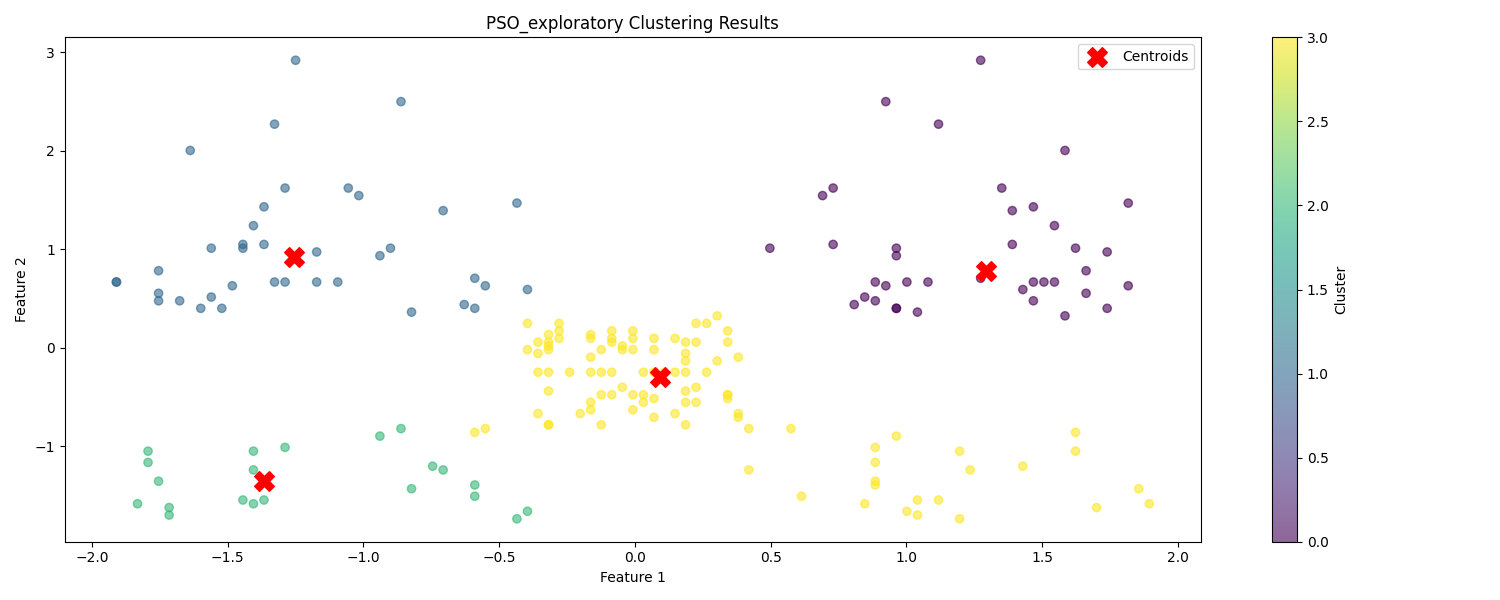 PSO_exploratory Clustering Results
Centroids
Feature 2
3
2
1
0
−1
−2.0 −1.5 −1.0 −0.5 0.0 0.5 1.0 1.5 2.0
Feature 1
3.0
2.5
2.0
1.5
1.0
0.5
0.0
Cluster